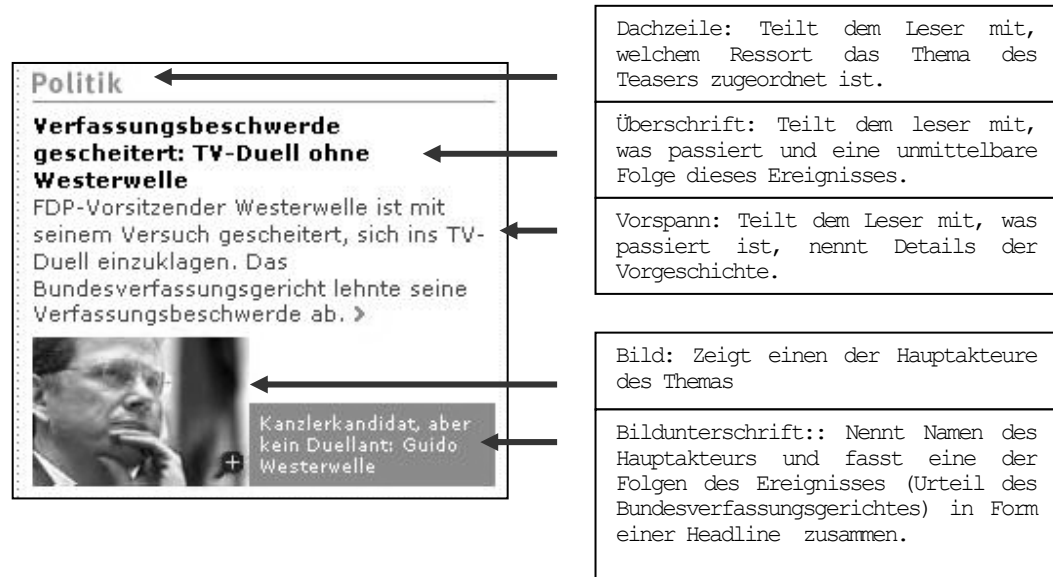 Politik
Verfassungsbeschwerde
gescheitert: TV-Duell ohne
Westerwelle
FDP-Vorsitzender Westerwelle ist mit
seinem Versuch gescheitert, sich ins TV-
Duell einzuklagen. Das
Bundesverfassungsgericht lehnte seine
Verfassungsbeschwerde ab.
Kanzlerkandidat, aber
kein Duellant: Guido
Westerwelle
Dachzeile: Teilt dem Leser mit,
welchem Ressort das Thema des
Teasers zugeordnet ist.
Überschrift: Teilt dem leser mit,
was passiert und eine unmittelbare
Folge dieses Ereignisses.
Vorspann: Teilt dem Leser mit, was
passiert ist, nennt Details der
Vorgeschichte.
Bild: Zeigt einen der Hauptakteure
des Themas
Bildunterschrift:: Nennt Namen des
Hauptakteurs und fasst eine der
Folgen des Ereignisses (Urteil des
Bundesverfassungsgerichtes) in Form
einer Headline zusammen.